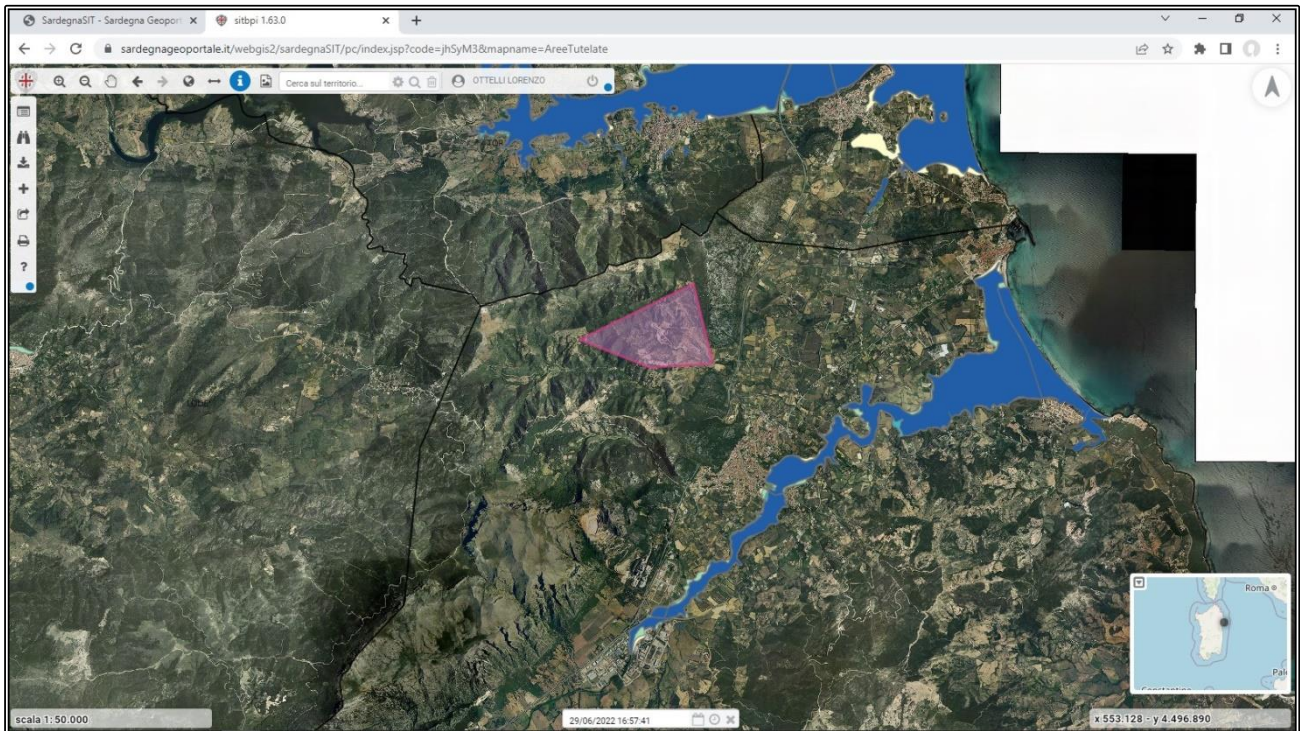 SardegnaSIT - Sardegna Geoport
sitbpi 1.63.0
sardegnageoportale.it/webgis2/sardegnaSIT/pc/index.jsp?code=jhSyM3&mapname=AreeTutelate
Cerca sul territorio...
OTTELLI LORENZO
?
Roma
Constantine
scala 1: 50.000
29/06/2022 16:57:41
x 553.128 - y 4.496.890